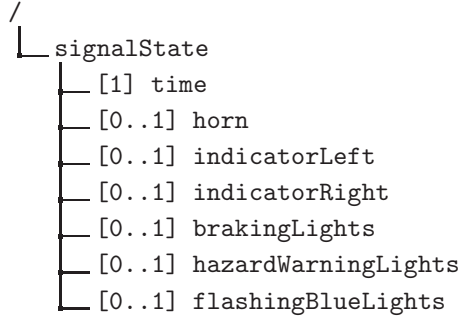 /
signalState
[1] time
[0..1] horn
[0..1] indicatorLeft
[0..1] indicatorRight
[0..1] brakingLights
[0..1] hazardWarningLights
[0..1] flashingBlueLights